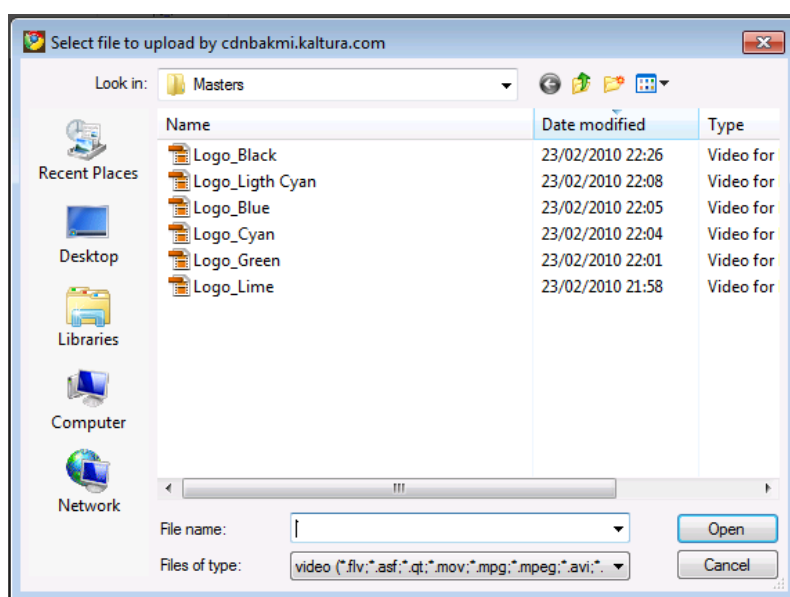 Select file to upload by cdnbakmi.kaltura.com
Look in: Masters
Name Date modified Type
Logo_Black 23/02/2010 22:26 Video for
Logo_Ligth Cyan 23/02/2010 22:08 Video for
Logo_Blue 23/02/2010 22:05 Video for
Logo_Cyan 23/02/2010 22:04 Video for
Logo_Green 23/02/2010 22:01 Video for
Logo_Lime 23/02/2010 21:58 Video for
Recent Places
Desktop
Libraries
Computer
Network
File name: Open
Files of type: video (*.flv;*.asf;*.qt;*.mov;*.mpg;*.mpeg;*.avi;*. Cancel